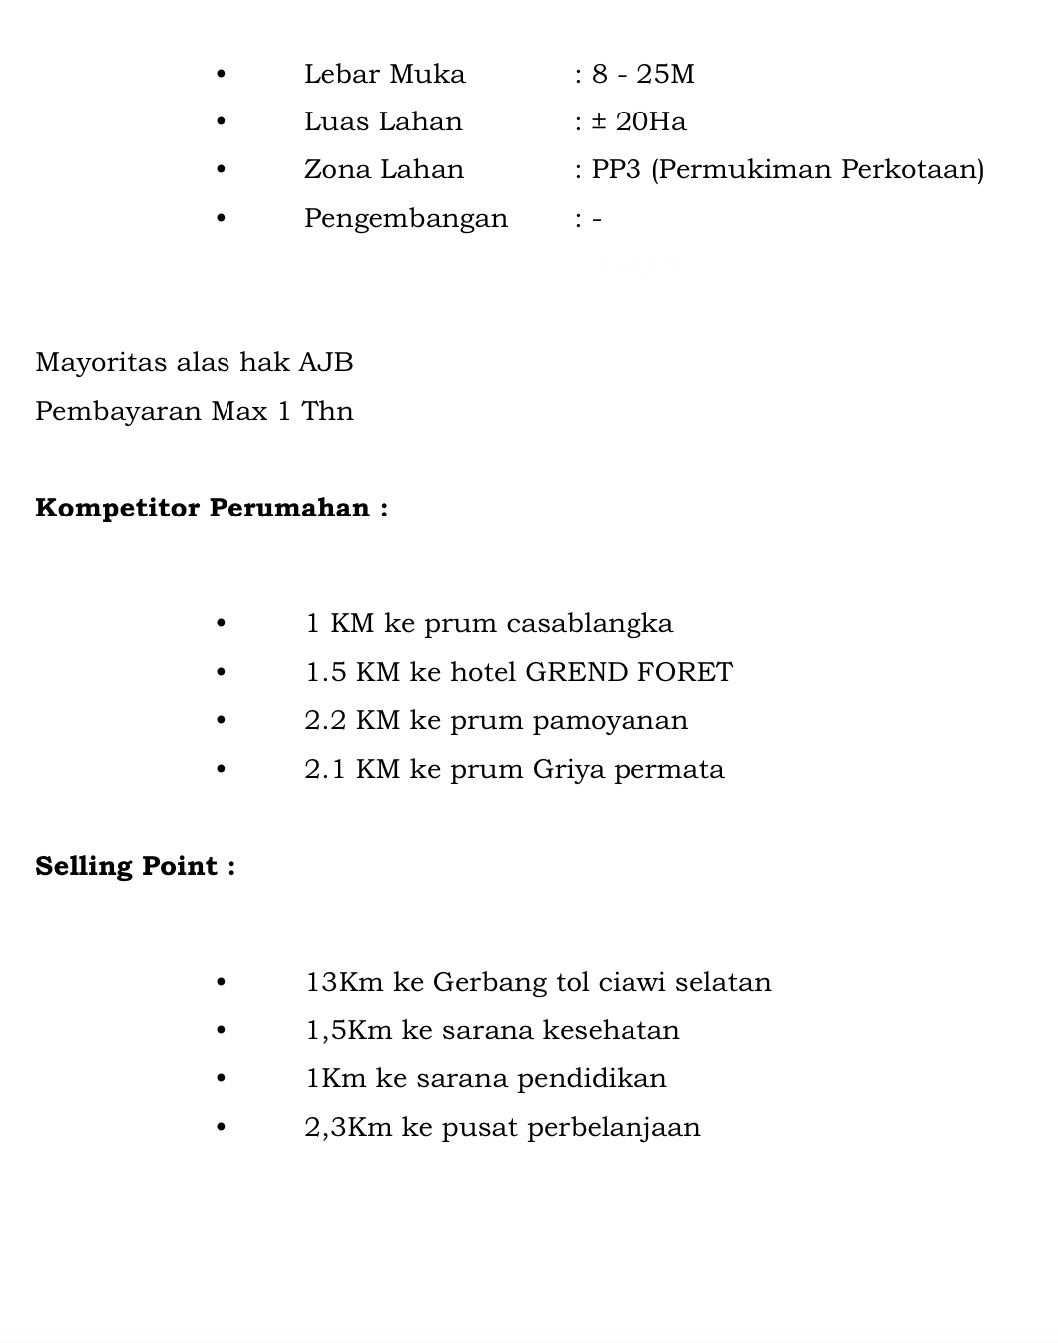 • Lebar Muka : 8 - 25M
• Luas Lahan : ± 20Ha
• Zona Lahan : PP3 (Permukiman Perkotaan)
• Pengembangan : -
Mayoritas alas hak AJB
Pembayaran Max 1 Thn
Kompetitor Perumahan :
• 1 KM ke prum casablangka
• 1.5 KM ke hotel GREND FORET
• 2.2 KM ke prum pamoyanan
• 2.1 KM ke prum Griya permata
Selling Point :
• 13Km ke Gerbang tol ciawi selatan
• 1,5Km ke sarana kesehatan
• 1Km ke sarana pendidikan
• 2,3Km ke pusat perbelanjaan